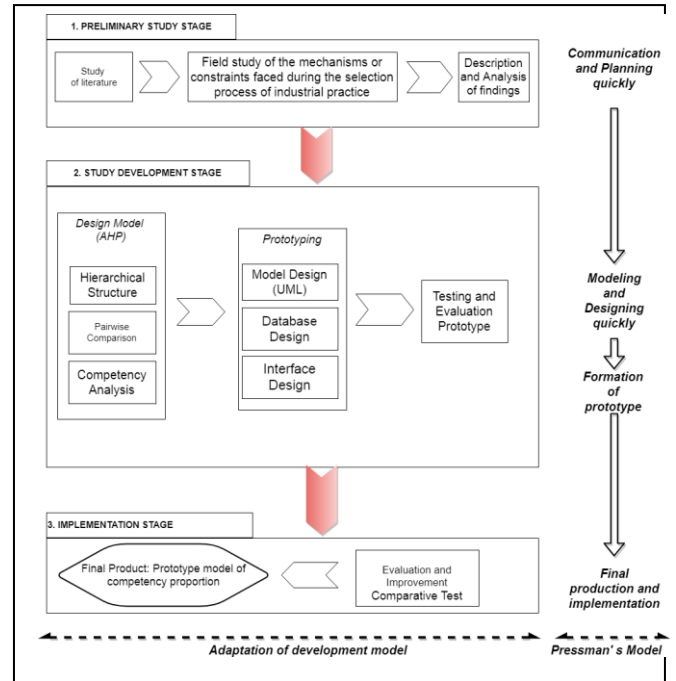 1. PRELIMINARY STUDY STAGE
Study
of literature
Field study of the mechanisms or
constraints faced during the selection
process of industrial practice
Description
and Analysis
of findings
Communication
and Planning
quickly
2. STUDY DEVELOPMENT STAGE
Design Model
(AHP)
Hierarchical
Structure
Pairwise
Comparison
Competency
Analysis
Prototyping
Model Design
(UML)
Database
Design
Interface
Design
Testing and
Evaluation
Prototype
Modeling
and
Designing
quickly
Formation
of
prototype
3. IMPLEMENTATION STAGE
Final Product: Prototype model of
competency proportion
Evaluation and
Improvement
Comparative Test
Final
production and
implementation
Adaptation of development model
Pressman' s Model